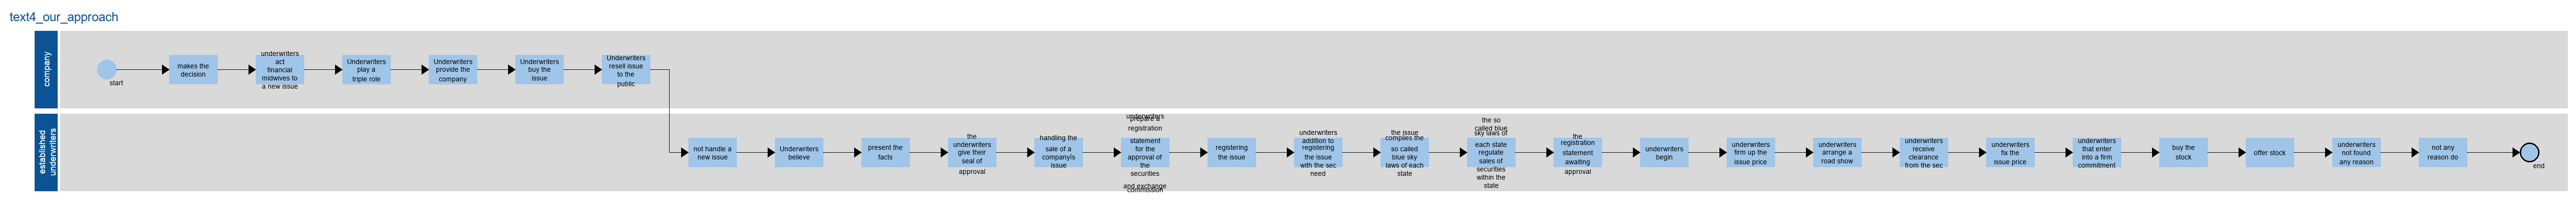 text4_our_approach
company
start
makes the
decision
underwriters
act
financial
midwives to
a new issue
Underwriters
play a
triple role
Underwriters
provide the
company
Underwriters
buy the
issue
Underwriters
resell issue
to the
public
established
underwriters
not handle a
new issue
Underwriters
believe
present the
facts
the
underwriters
give their
seal of
approval
handling the
sale of a
companyís
issue
underwriters
prepare a
registration
statement
for the
approval of
the
securities
and exchange
commission
registering
the issue
underwriters
addition to
registering
the issue
with the sec
need
the issue
complies the
so called
blue sky
laws of each
state
the so
called blue
sky laws of
each state
regulate
sales of
securities
within the
state
the
registration
statement
awaiting
approval
underwriters
begin
underwriters
firm up the
issue price
underwriters
arrange a
road show
underwriters
receive
clearance
from the sec
underwriters
fix the
issue price
underwriters
that enter
into a firm
commitment
buy the
stock
offer stock
underwriters
not found
any reason
not any
reason do
end